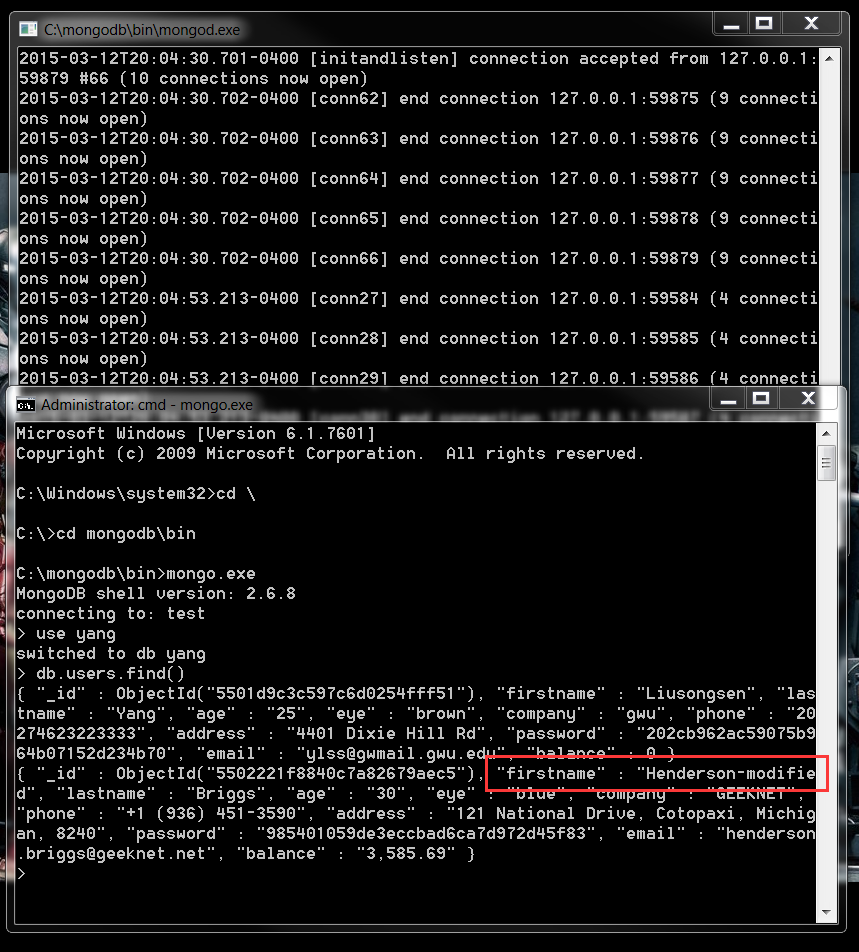 C:\mongodb\bin\mongod.exe
2015-03-12T20:04:30.701-0400 [initandlisten] connection accepted from 127.0.0.1:
59879 #66 (10 connections now open)
2015-03-12T20:04:30.702-0400 [conn62] end connection 127.0.0.1:59875 (9 connecti
ons now open)
2015-03-12T20:04:30.702-0400 [conn63] end connection 127.0.0.1:59876 (9 connecti
ons now open)
2015-03-12T20:04:30.702-0400 [conn64] end connection 127.0.0.1:59877 (9 connecti
ons now open)
2015-03-12T20:04:30.702-0400 [conn65] end connection 127.0.0.1:59878 (9 connecti
ons now open)
2015-03-12T20:04:30.702-0400 [conn66] end connection 127.0.0.1:59879 (9 connecti
ons now open)
2015-03-12T20:04:53.213-0400 [conn27] end connection 127.0.0.1:59584 (4 connecti
ons now open)
2015-03-12T20:04:53.213-0400 [conn28] end connection 127.0.0.1:59585 (4 connecti
ons now open)
2015-03-12T20:04:53.213-0400 [conn29] end connection 127.0.0.1:59586 (4 connecti
Administrator: cmd - mongo.exe
Microsoft Windows [Version 6.1.7601]
Copyright (c) 2009 Microsoft Corporation.  All rights reserved.
C:\Windows\system32>cd \
C:\>cd mongodb\bin
C:\mongodb\bin>mongo.exe
MongoDB shell version: 2.6.8
connecting to: test
> use yang
switched to db yang
> db.users.find()
{ "_id" : ObjectId("5501d9c3c597c6d0254fff51"), "firstname" : "Liusongsen", "las
tname" : "Yang", "age" : "25", "eye" : "brown", "company" : "gwu", "phone" : "20
274623223333", "address" : "4401 Dixie Hill Rd", "password" : "202cb962ac59075b9
64b07152d234b70", "email" : "ylss@gwmail.gwu.edu", "balance" : 0 }
{ "_id" : ObjectId("5502221f8840c7a82679aec5"), "firstname" : "Henderson-modifie
d", "lastname" : "Briggs", "age" : "30", "eye" : "blue", "company" : "GEEKNET",
"phone" : "+1 (936) 451-3590", "address" : "121 National Drive, Cotopaxi, Michig
an, 8240", "password" : "985401059de3eccbad6ca7d972d45f83", "email" : "henderson
.briggs@geeknet.net", "balance" : "3,585.69" }
>